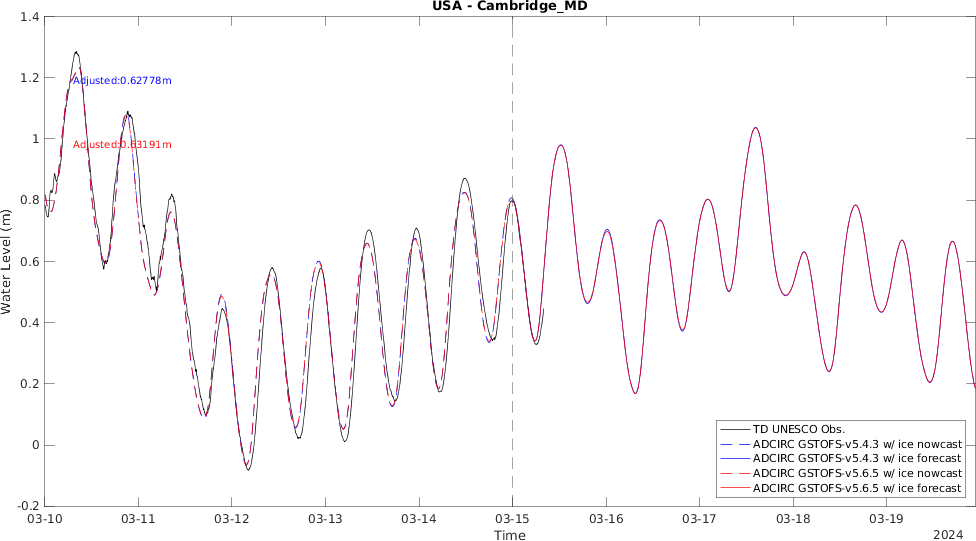 USA - Cambridge_MD
1.4
1.2
1
0.8
0.6
0.4
0.2
0
-0.2
Water Level (m)
Adjusted:0.62778m
Adjusted:0.63191m
TD UNESCO Obs.
ADCIRC GSTOFS-v5.4.3 w/ ice nowcast
ADCIRC GSTOFS-v5.4.3 w/ ice forecast
ADCIRC GSTOFS-v5.6.5 w/ ice nowcast
ADCIRC GSTOFS-v5.6.5 w/ ice forecast
03-10 03-11 03-12 03-13 03-14 03-15 03-16 03-17 03-18 03-19
Time
2024